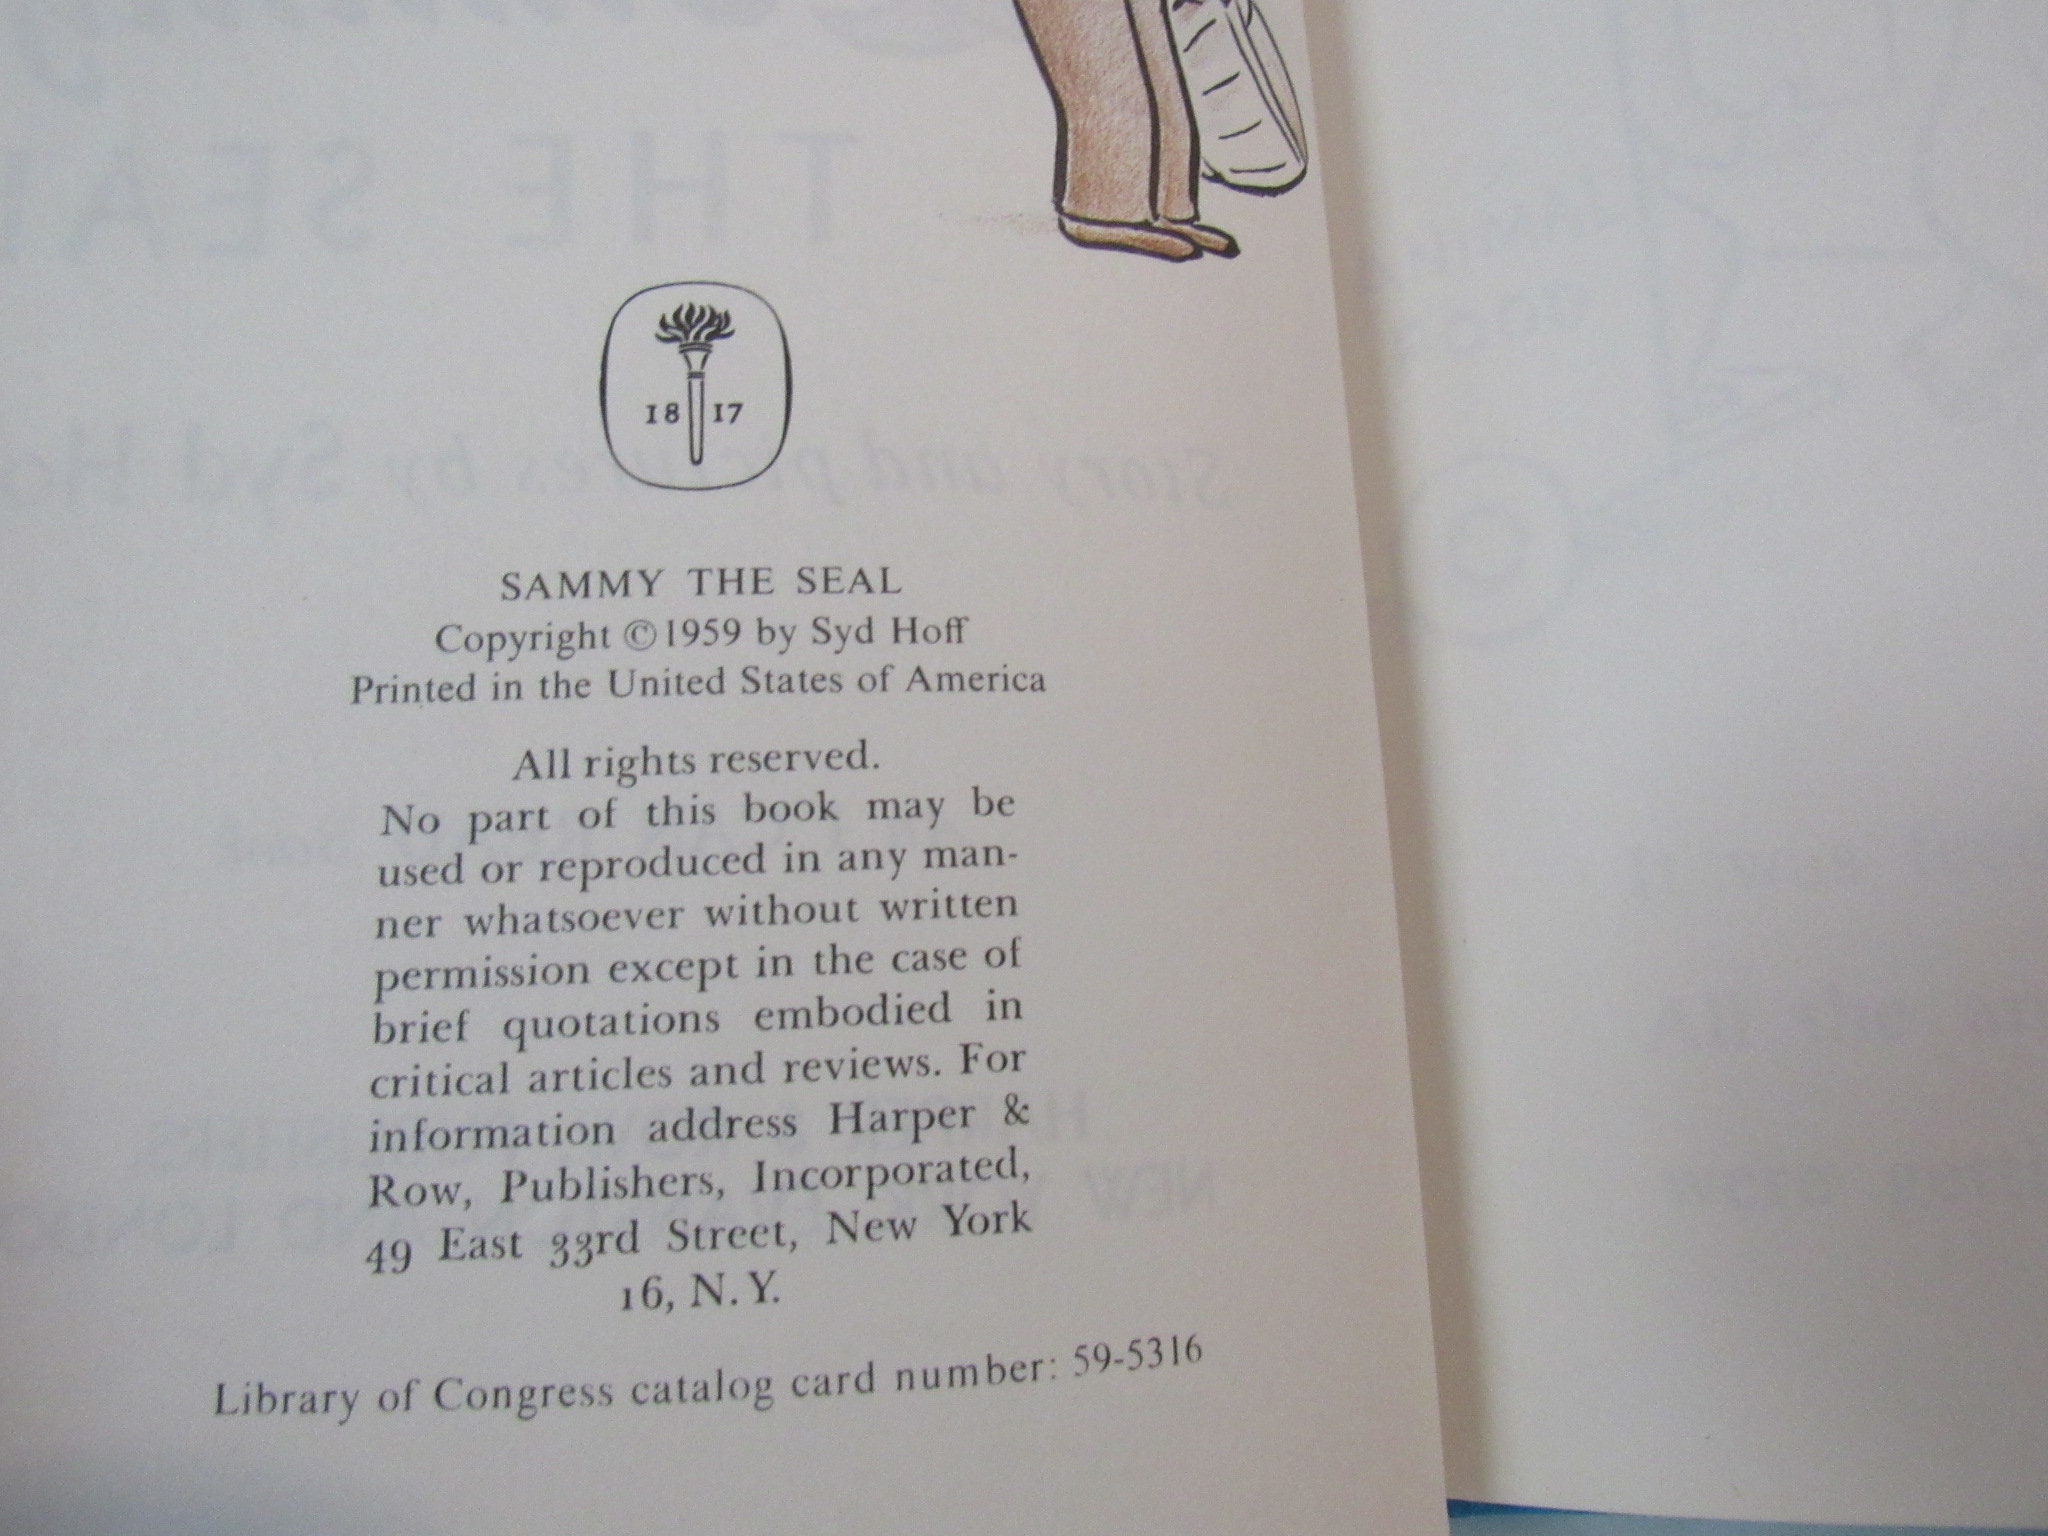 18 17
SAMMY THE SEAL
Copyright © 1959 by Syd Hoff
Printed in the United States of America
All rights reserved.
No part of this book may be
used or reproduced in any man-
ner whatsoever without written
permission except in the case of
brief quotations embodied in
critical articles and reviews. For
information address Harper &
Row, Publishers, Incorporated,
49 East 33rd Street, New York
16, N.Y.
Library of Congress catalog card number: 59-5316